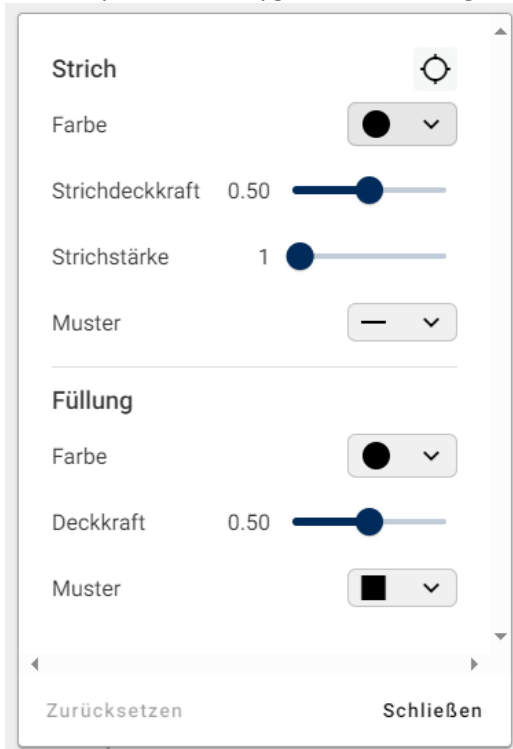 Strich
Farbe
Strichdeckkraft 0.50
Strichstärke 1
Muster
Füllung
Farbe
Deckkraft 0.50
Muster
Zurücksetzen Schließen